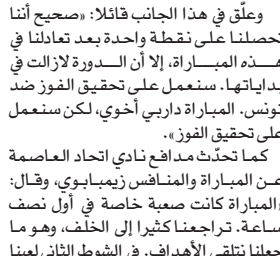 وعلّق في هذا الجانب قائلا: «صحيح أننا
تحصلنا على نقطة واحدة بعد تعادلنا في
هذه المباراة، إلا أن الدورة لازالت في
بداياتها. سنعمل على تحقيق الفوز ضد
تونس. المباراة داربي أخوي، لكن سنعمل
على تحقيق الفوز».
كما تحدّث مدافع نادي اتحاد العاصمة
عن المباراة والمنافس زيمبابوي، وقال:
والمباراة كانت صعبة خاصة في أول نصف
ساعة. تراجعنا كثيرا إلى الخلف، وهو ما
جعلنا نتلقى الأهداف. في الشوط الثاني لعبنا